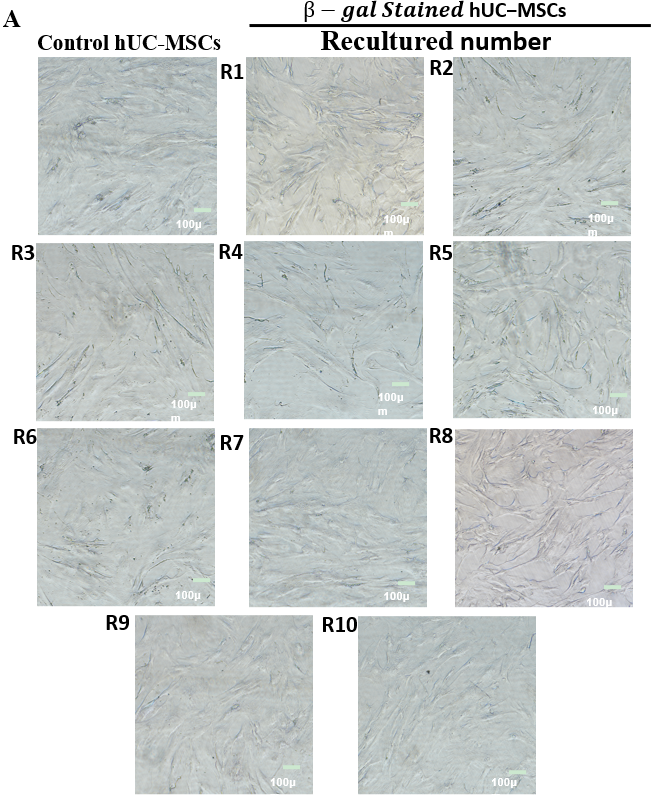 A
β – gal Stained hUC–MSCs
Control hUC-MSCs
Recultured number
R1
R2
100µ
100µ
m
100µ
m
R3
R4
R5
100µ
m
100µ
m
100µ
R6
R7
R8
100µ
100µ
100µ
R9
R10
100µ
100µ